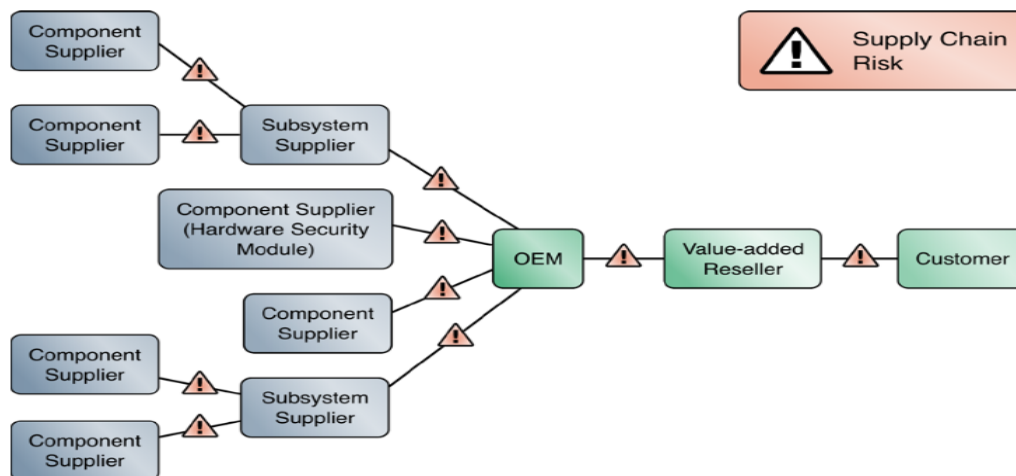 Component
Supplier
Supply Chain
Risk
Component
Supplier
Subsystem
Supplier
Component Supplier
(Hardware Security
Module)
OEM
Value-added
Reseller
Customer
Component
Supplier
Component
Supplier
Subsystem
Supplier
Component
Supplier